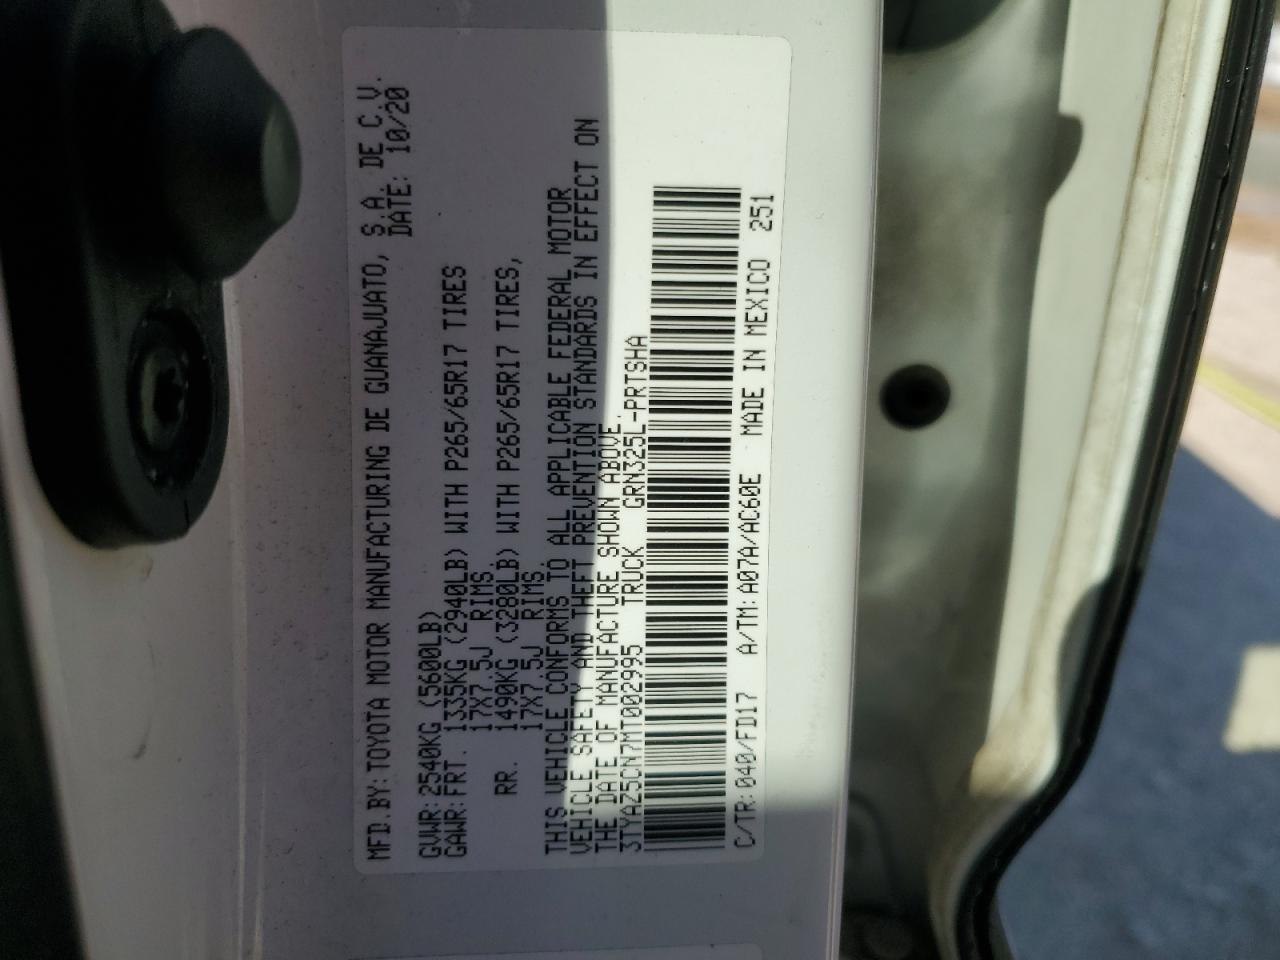 MFD.BY:TOYOTA MOTOR MANUFACTURING DE GUANAJUATO, S.A. DE C.V.
DATE: 10/20
GVWR:2540KG (5600LB)
GAWR:FRT. 1335KG (2940LB) WITH P265/65R17 TIRES
17X7.5J RIMS
RR. 1490KG (3280LB) WITH P265/65R17 TIRES,
17X7.5J RIMS.
THIS VEHICLE CONFORMS TO ALL APPLICABLE FEDERAL MOTOR
VEHICLE SAFETY AND THEFT PREVENTION STANDARDS IN EFFECT ON
THE DATE OF MANUFACTURE SHOWN ABOVE.
3TYAZ5CN7MT002995 TRUCK GRN325L-PRTSHA
C/TR:040/FD17 A/TM:A07A/AC60E MADE IN MEXICO 251